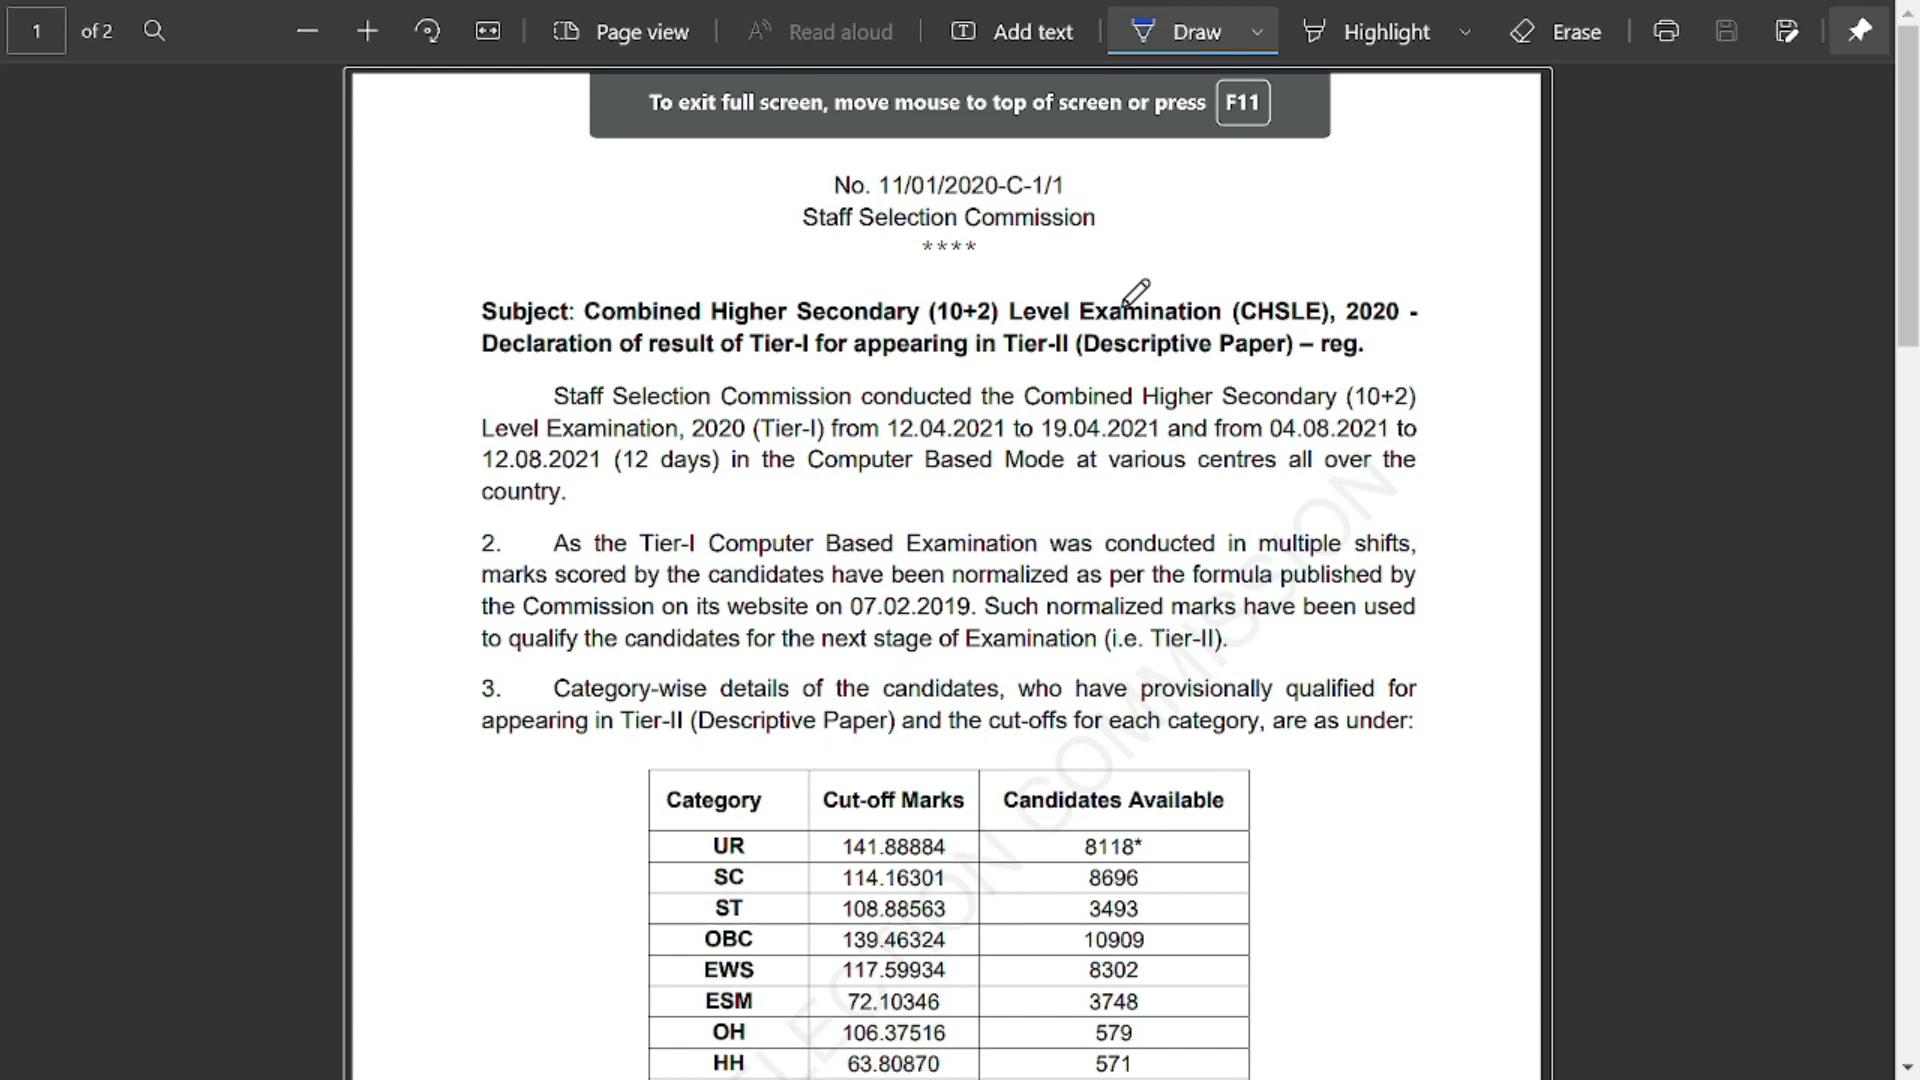 1 of 2 Page view Read aloud Add text Draw Highlight Erase
To exit full screen, move mouse to top of screen or press F11
No. 11/01/2020-C-1/1
Staff Selection Commission
****
Subject: Combined Higher Secondary (10+2) Level Examination (CHSLE), 2020 -
Declaration of result of Tier-I for appearing in Tier-II (Descriptive Paper) – reg.
Staff Selection Commission conducted the Combined Higher Secondary (10+2)
Level Examination, 2020 (Tier-I) from 12.04.2021 to 19.04.2021 and from 04.08.2021 to
12.08.2021 (12 days) in the Computer Based Mode at various centres all over the
country.
2. As the Tier-I Computer Based Examination was conducted in multiple shifts,
marks scored by the candidates have been normalized as per the formula published by
the Commission on its website on 07.02.2019. Such normalized marks have been used
to qualify the candidates for the next stage of Examination (i.e. Tier-II).
3. Category-wise details of the candidates, who have provisionally qualified for
appearing in Tier-II (Descriptive Paper) and the cut-offs for each category, are as under:
Category Cut-off Marks Candidates Available
UR 141.88884 8118*
SC 114.16301 8696
ST 108.88563 3493
OBC 139.46324 10909
EWS 117.59934 8302
ESM 72.10346 3748
OH 106.37516 579
HH 63.80870 571
LECTION COMMISSION